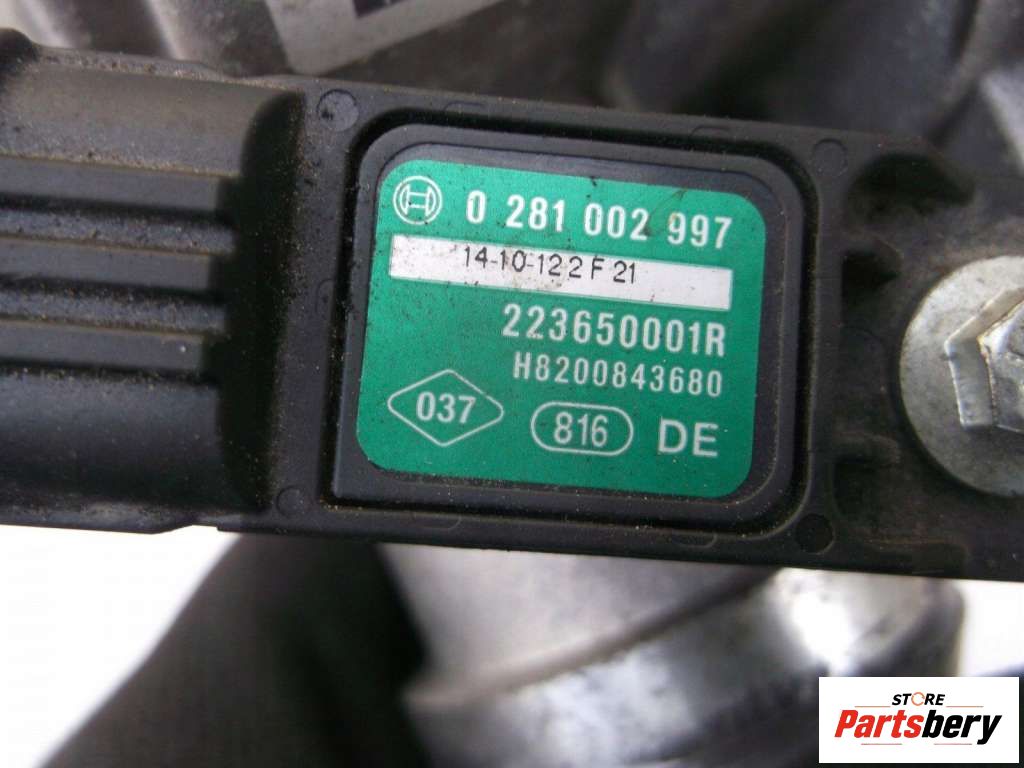 0 281 002 997
14-10-12 2 F 21
223650001R
H8200843680
037
816 DE
STORE
Partsbery